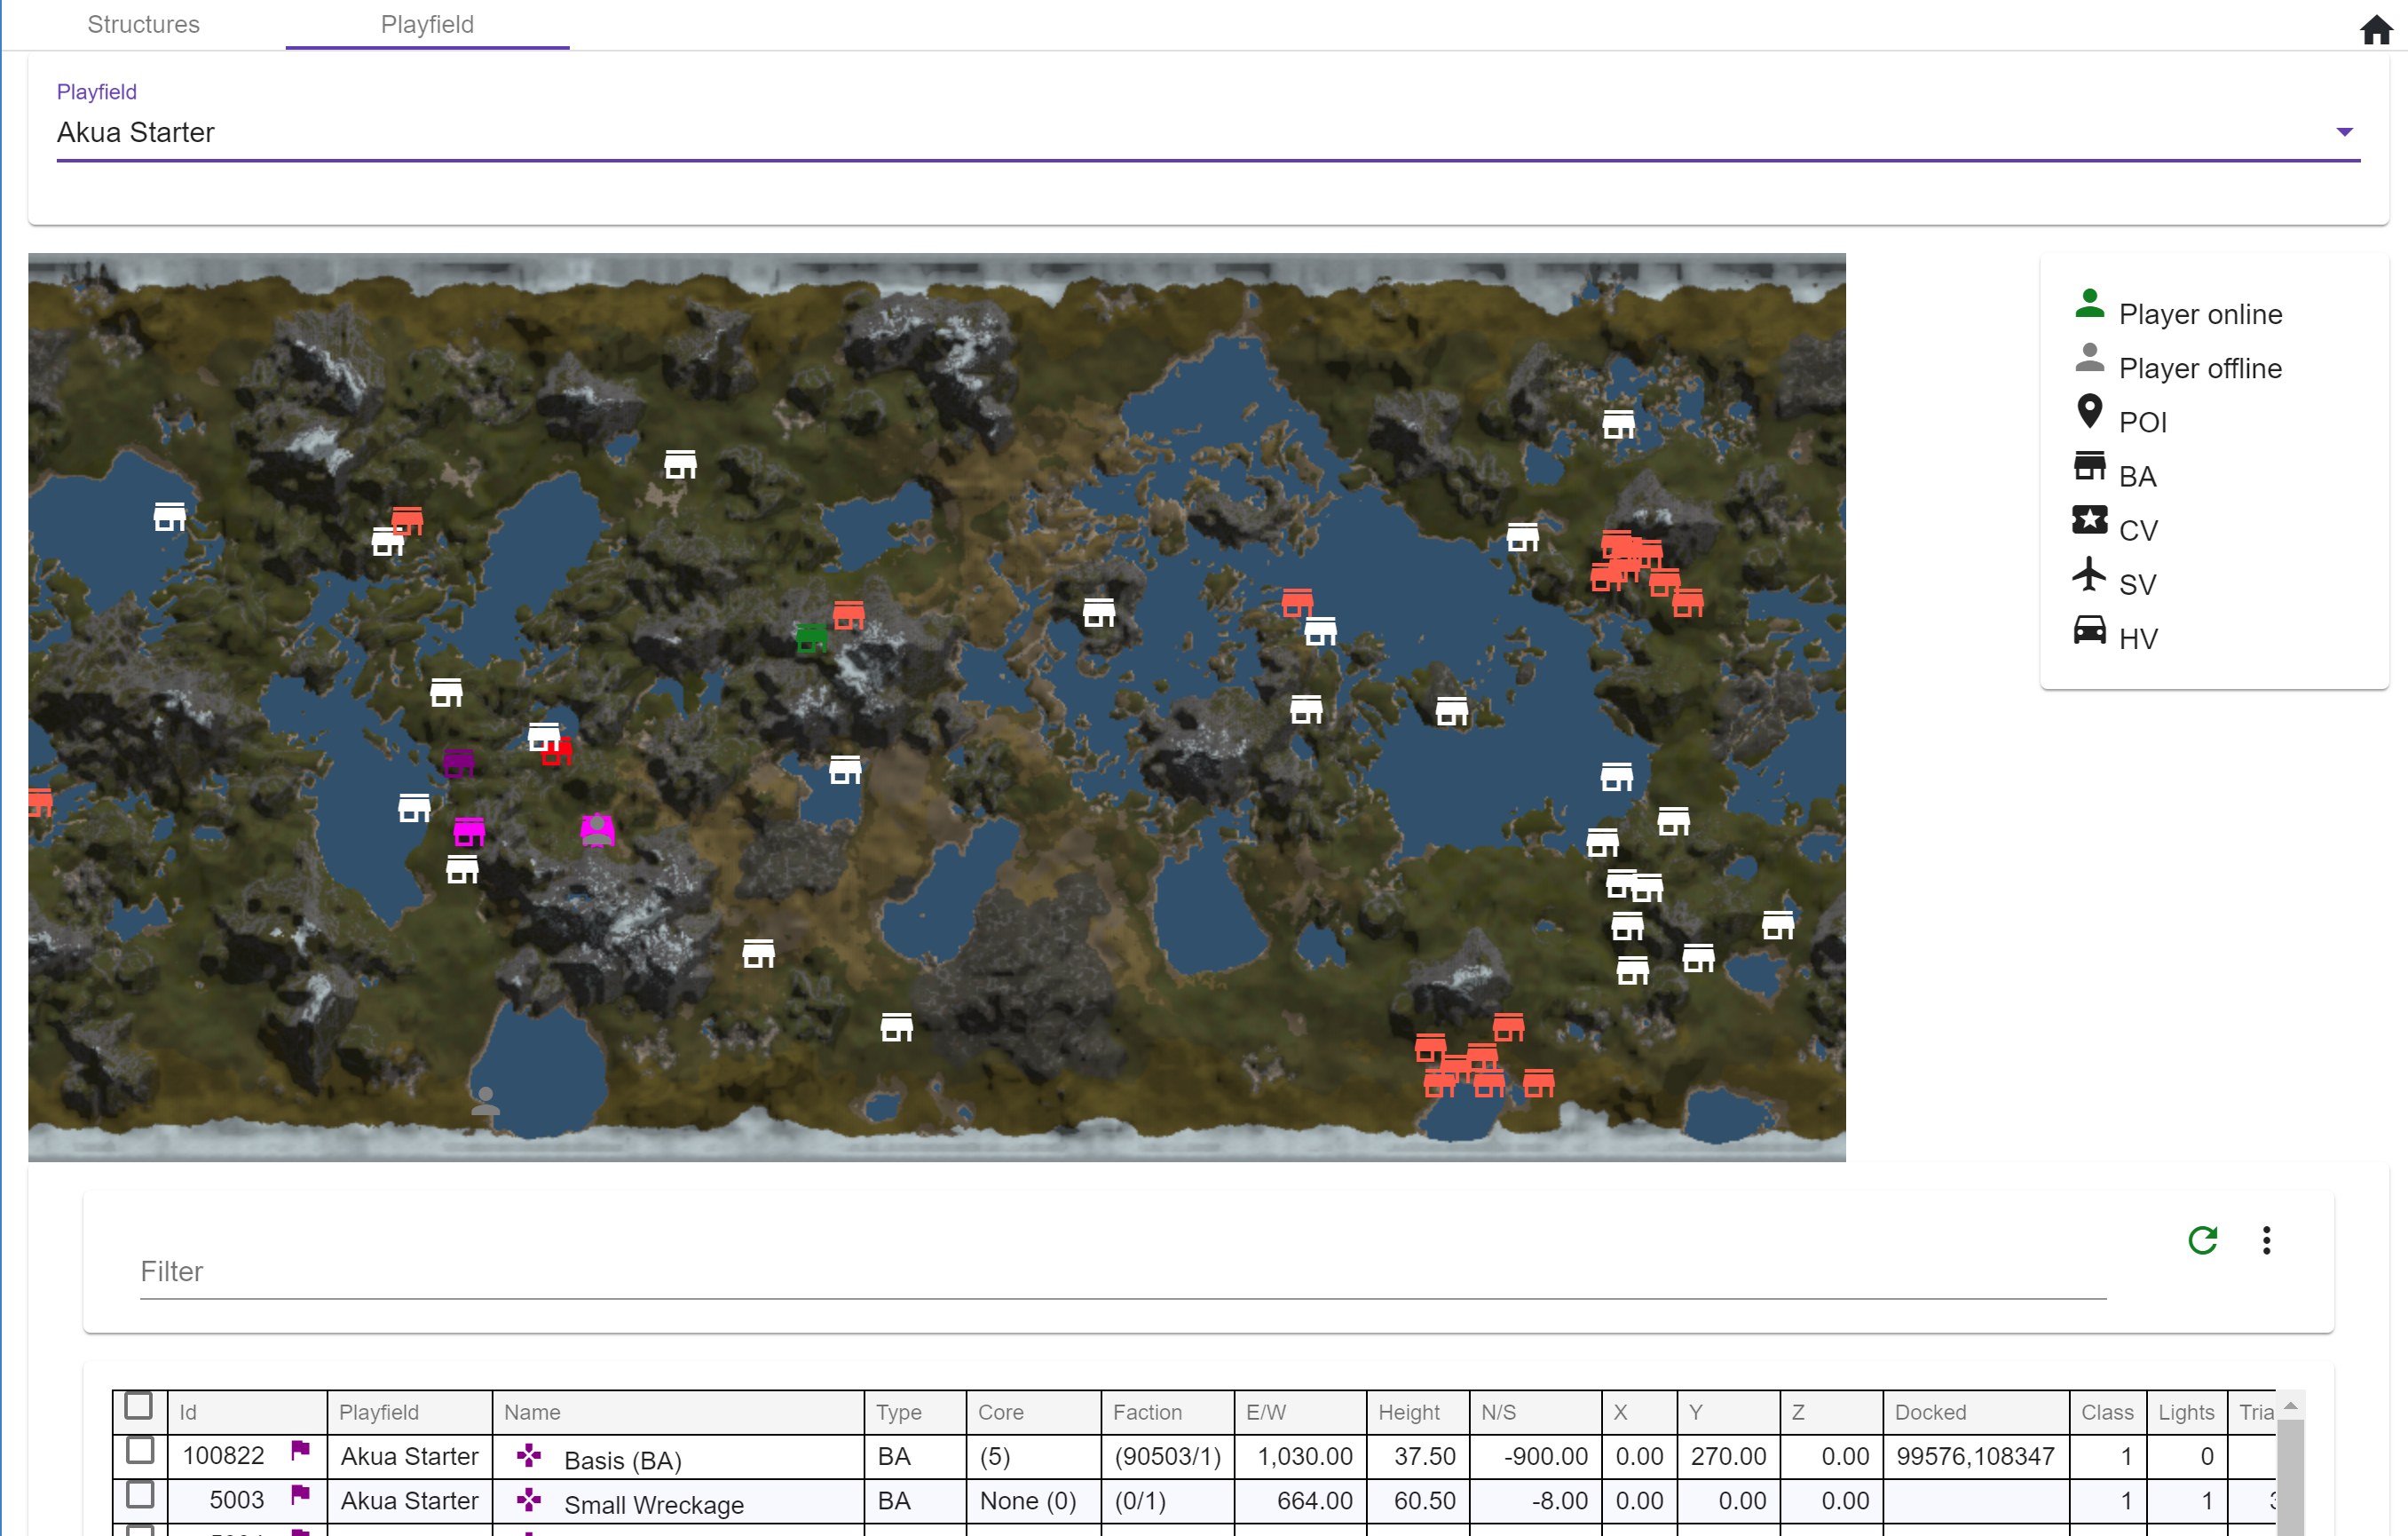 Structures Playfield
Playfield
Akua Starter
Player online
Player offline
POI
BA
CV
SV
HV
Filter
Id Playfield Name Type Core Faction E/W Height N/S X Y Z Docked Class Lights Tria
100822 Akua Starter Basis (BA) BA (5) (90503/1) 1,030.00 37.50 -900.00 0.00 270.00 0.00 99576,108347 1 0
5003 Akua Starter Small Wreckage BA None (0) (0/1) 664.00 60.50 -8.00 0.00 0.00 0.00 1 1